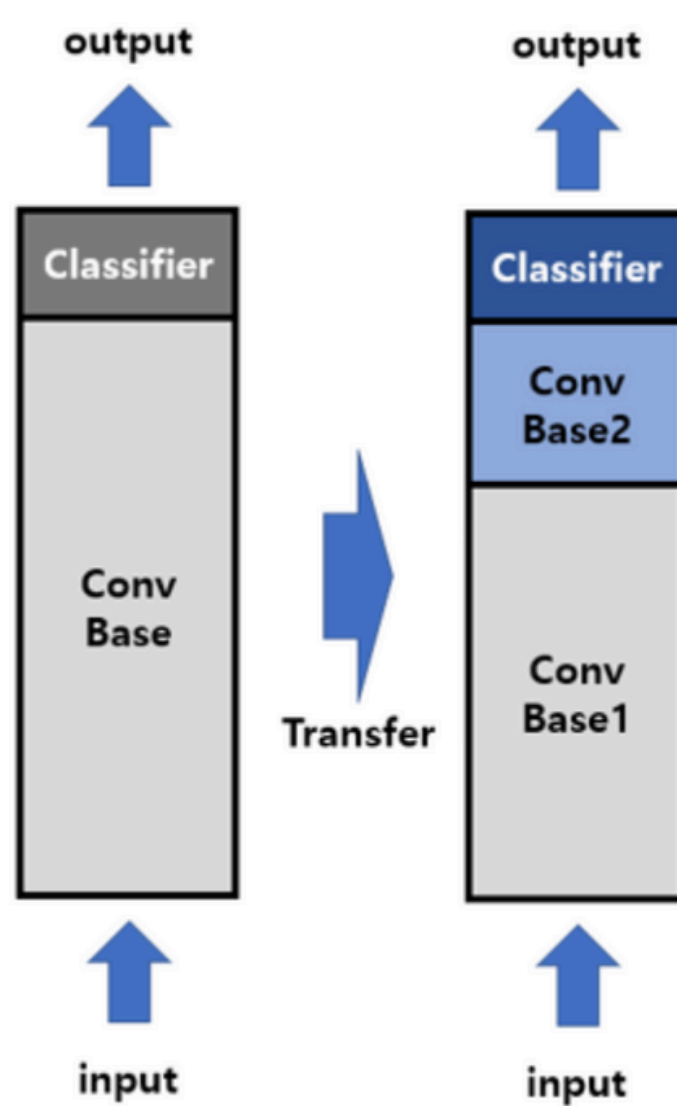 output
Classifier
Conv
Base
input
Transfer
output
Classifier
Conv
Base2
Conv
Base1
input